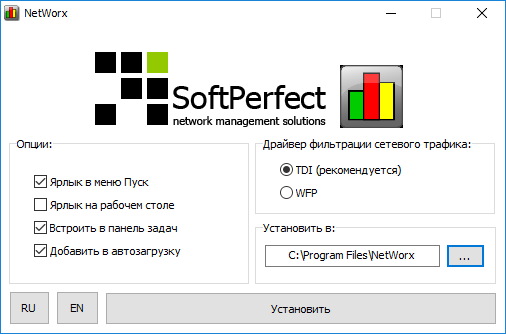 NetWorx
SoftPerfect
network management solutions
Опции:
Ярлык в меню Пуск
Ярлык на рабочем столе
Встроить в панель задач
Добавить в автозагрузку
Драйвер фильтрации сетевого трафика:
TDI (рекомендуется)
WFP
Установить в:
C:\Program Files\NetWorx
...
RU
EN
Установить